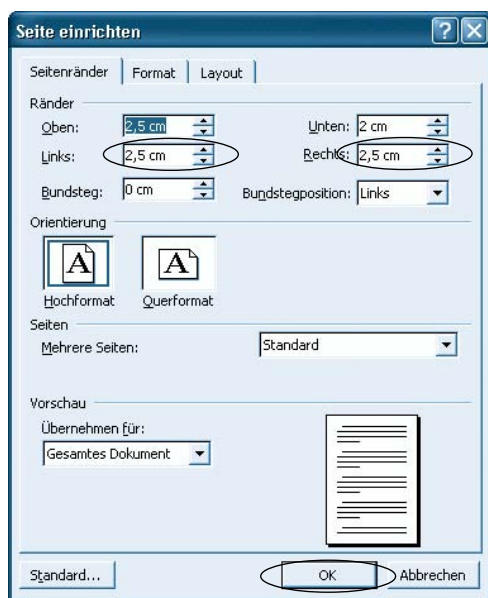 Seite einrichten
Seitenränder Format Layout
Ränder
Oben: 2,5 cm Unten: 2 cm
Links: 2,5 cm Rechts: 2,5 cm
Bundsteg: 0 cm Bundstegposition: Links
Orientierung
A A
Hochformat Querformat
Seiten
Mehrere Seiten: Standard
Vorschau
Übernehmen für:
Gesamtes Dokument
Standard... OK Abbrechen